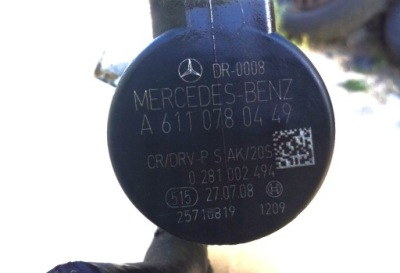 DR-0008
MERCEDES-BENZ
A 611 078 04 49
CR/DRV-P S AK/20S
0 281 002 494
515 27.07.08
25718819 1209